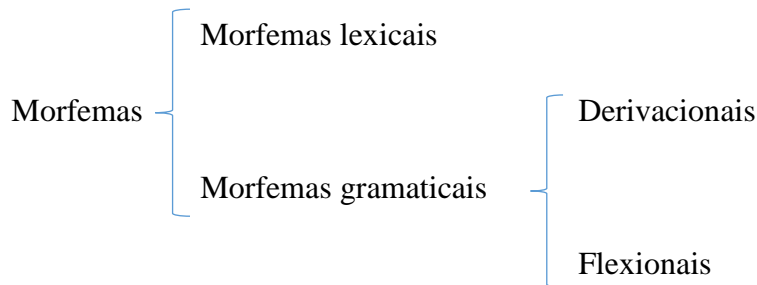 Morfemas lexicais
Morfemas
Derivacionais
Morfemas gramaticais
Flexionais